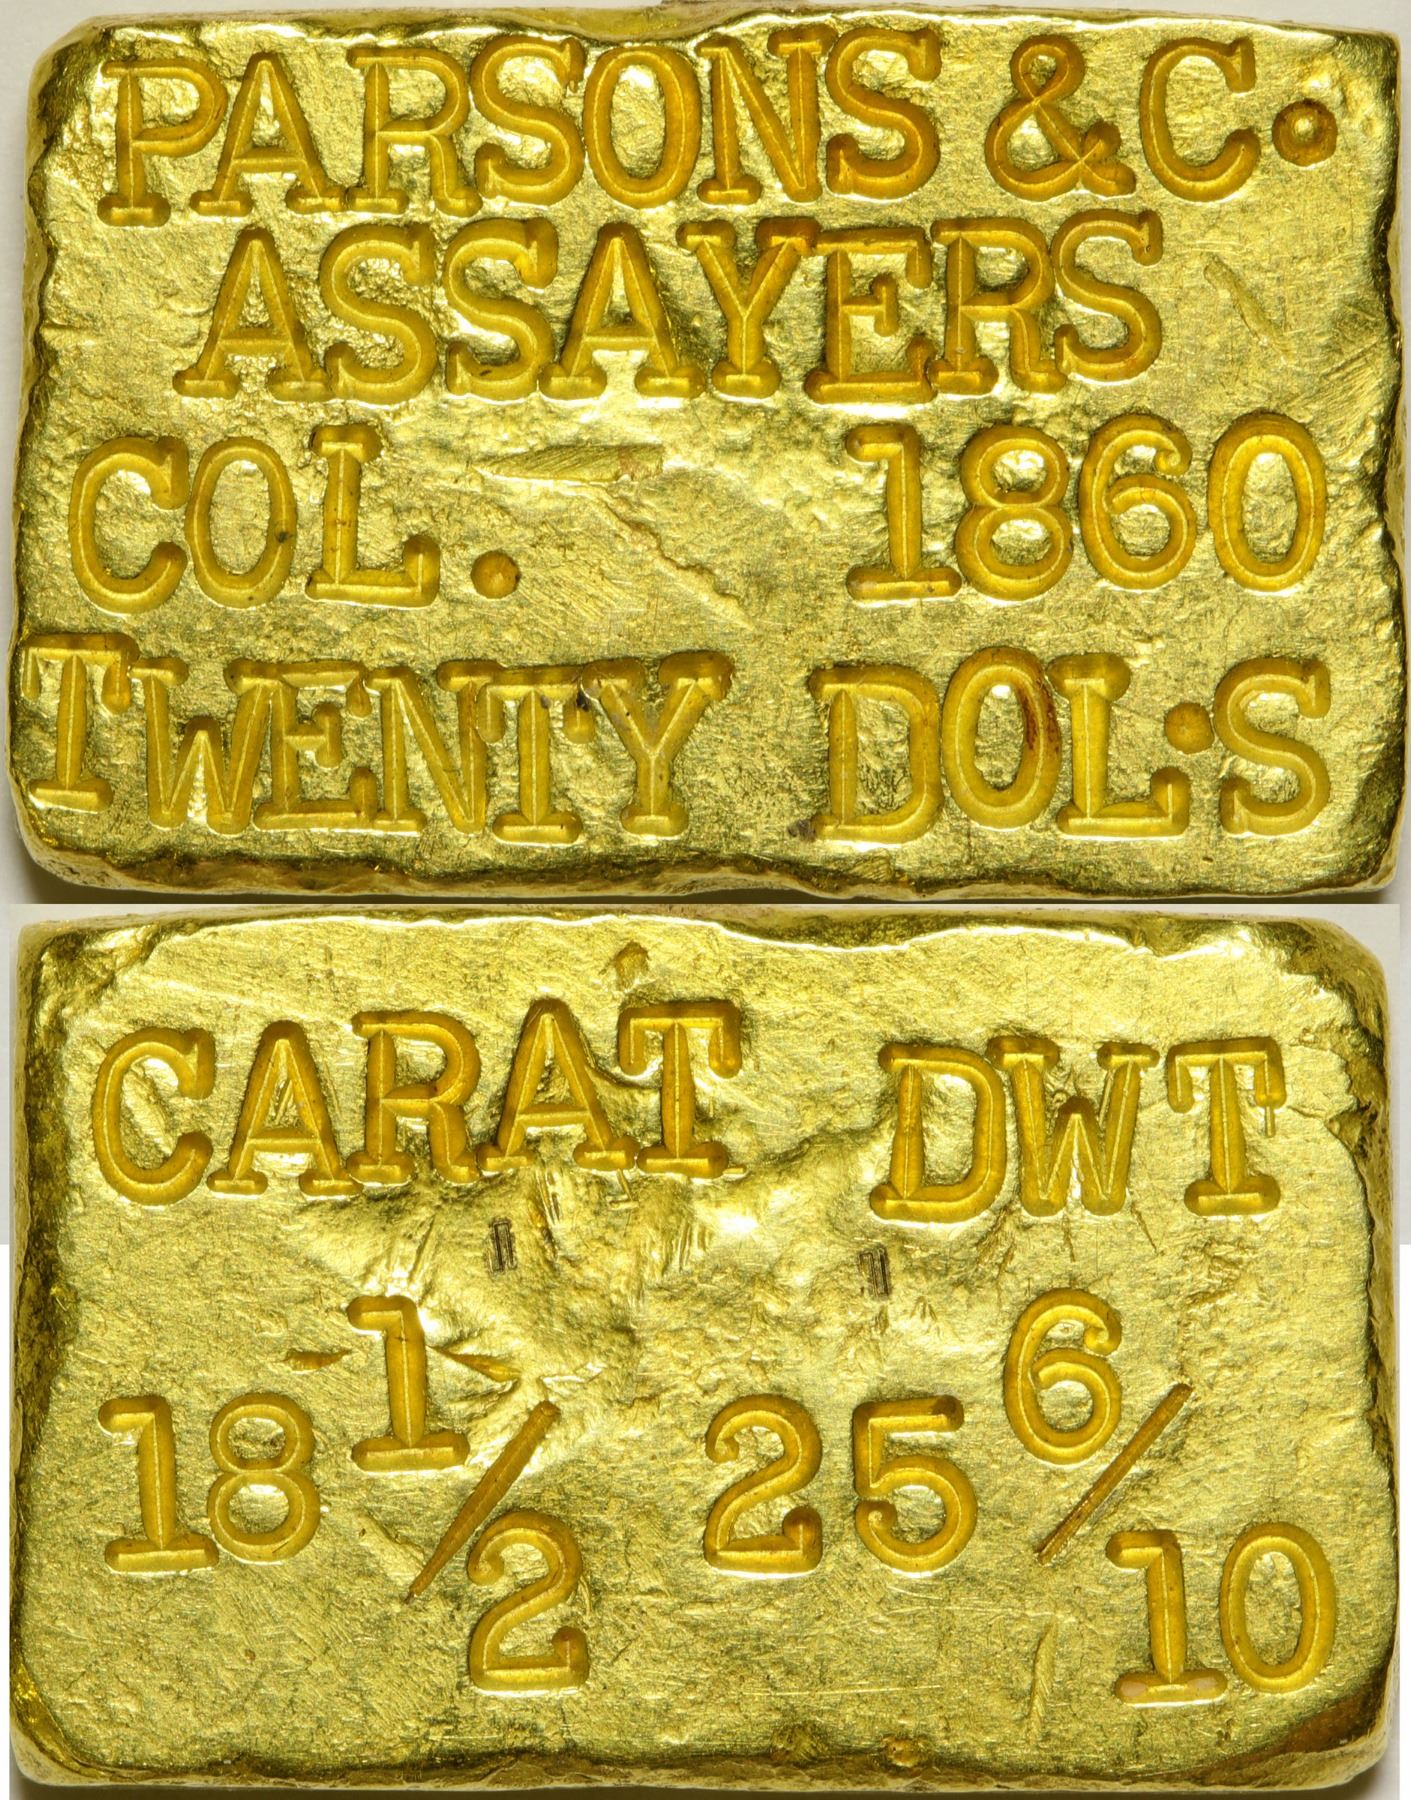 PARSONS & C.
ASSAYERS
COL. 1860
TWENTY DOL.S
CARAT DWT
18 1/2 25 6/10